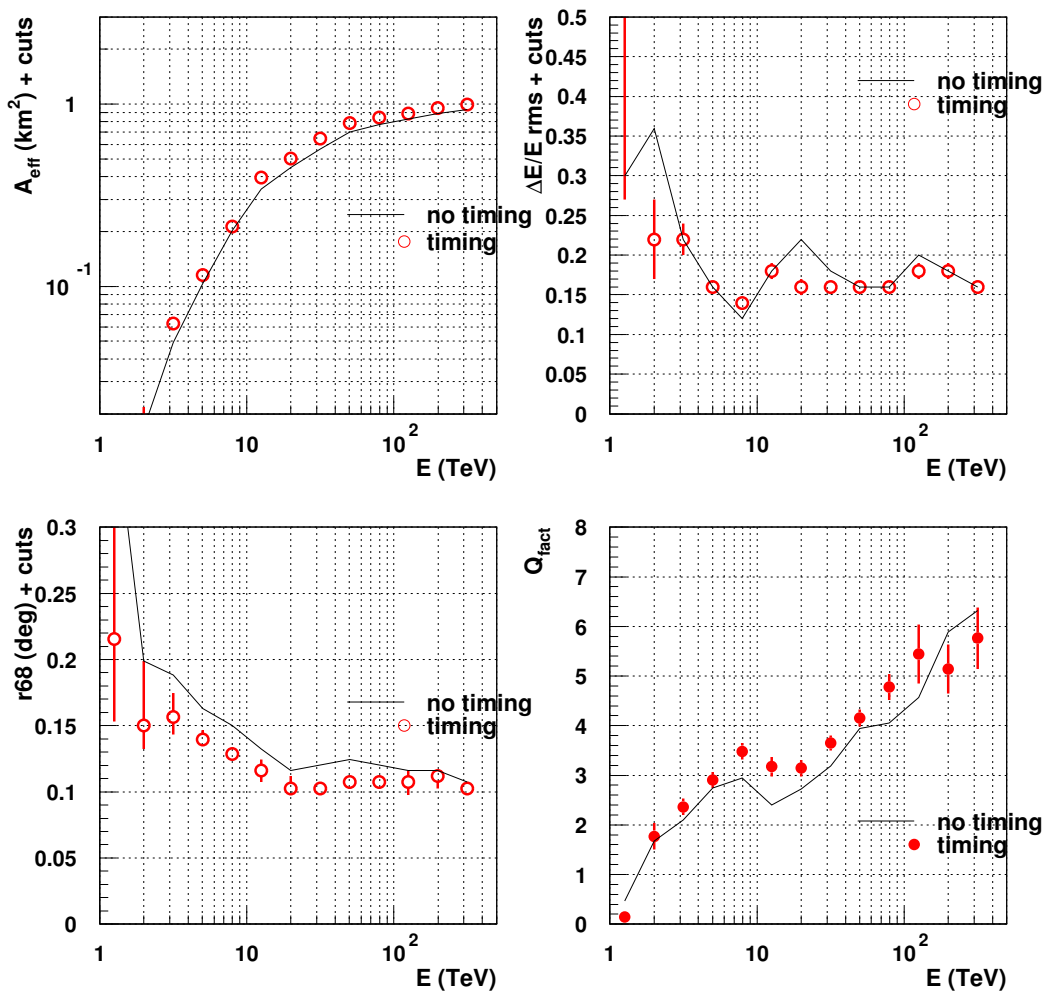 A_eff (km²) + cuts
1
10⁻¹
no timing
timing
1 10 10²
E (TeV)
ΔE/E rms + cuts
0.5
0.45
0.4
0.35
0.3
0.25
0.2
0.15
0.1
0.05
0
no timing
timing
1 10 10²
E (TeV)
r68 (deg) + cuts
0.3
0.25
0.2
0.15
0.1
0.05
0
no timing
timing
1 10 10²
E (TeV)
Q_fact
8
7
6
5
4
3
2
1
0
no timing
timing
1 10 10²
E (TeV)